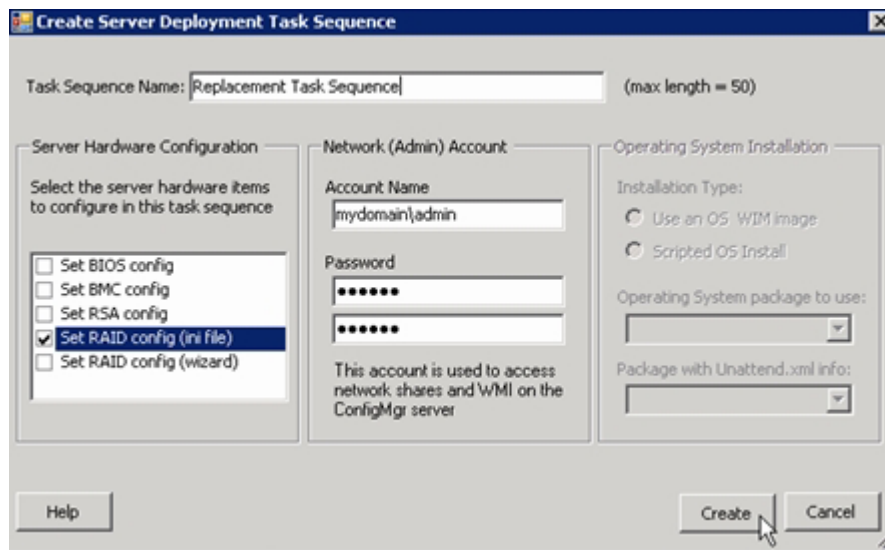 Create Server Deployment Task Sequence
Task Sequence Name: Replacement Task Sequence (max length = 50)
Server Hardware Configuration
Select the server hardware items
to configure in this task sequence
Set BIOS config
Set BMC config
Set RSA config
Set RAID config (ini file)
Set RAID config (wizard)
Network (Admin) Account
Account Name
mydomain\admin
Password
••••••
••••••
This account is used to access
network shares and WMI on the
ConfigMgr server
Operating System Installation
Installation Type:
Use an OS WIM image
Scripted OS Install
Operating System package to use:
Package with Unattend.xml info:
Help
Create
Cancel